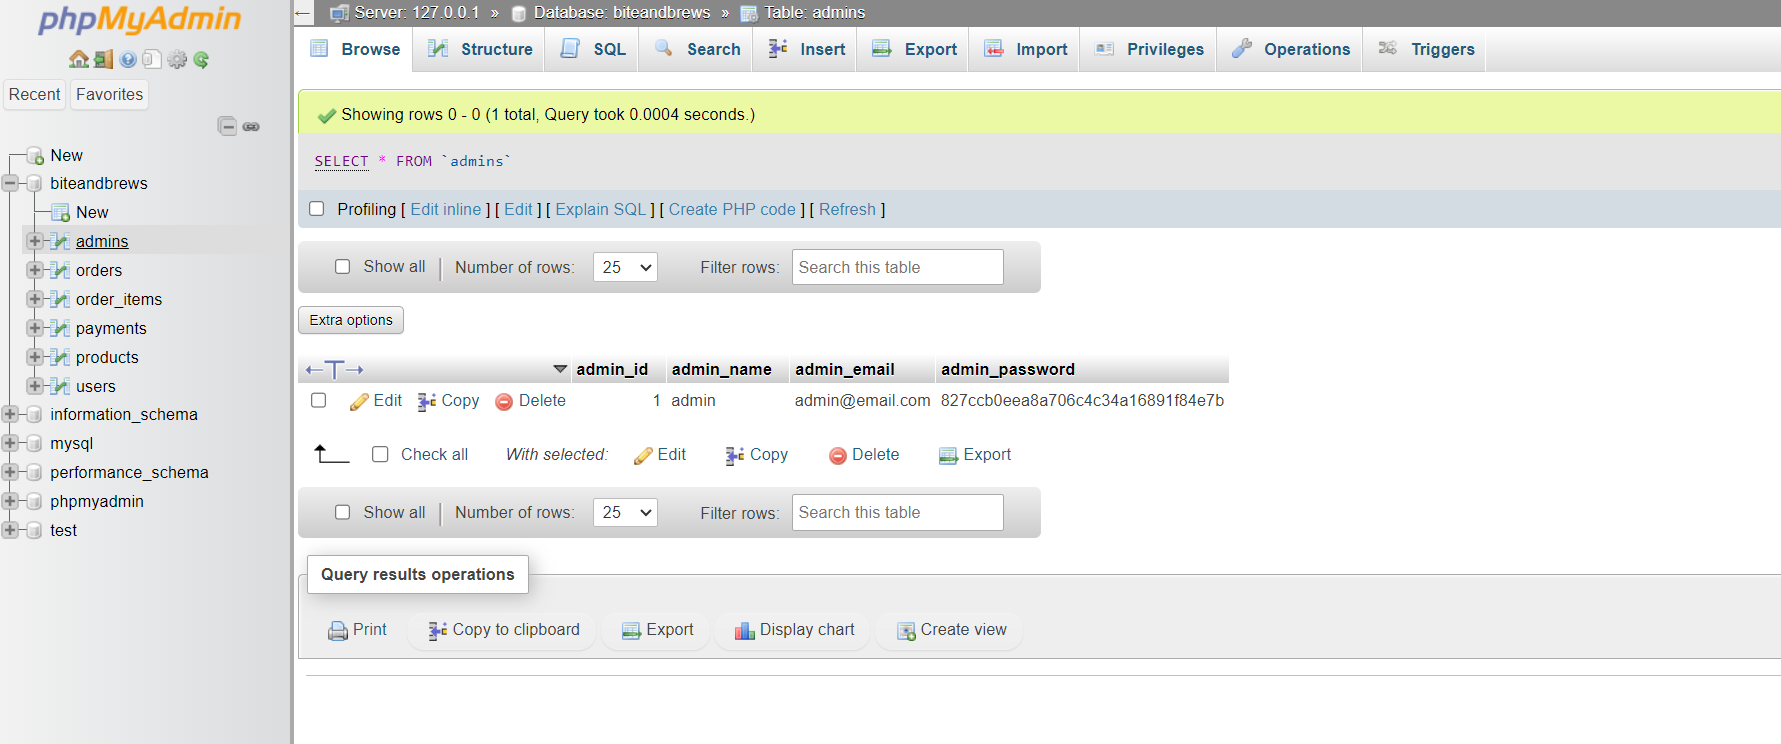 phpMyAdmin
Recent Favorites
New
biteandbrews
New
admins
orders
order_items
payments
products
users
information_schema
mysql
performance_schema
phpmyadmin
test
Server: 127.0.0.1 » Database: biteandbrews » Table: admins
Browse Structure SQL Search Insert Export Import Privileges Operations Triggers
Showing rows 0 - 0 (1 total, Query took 0.0004 seconds.)
SELECT * FROM `admins`
Profiling [ Edit inline ] [ Edit ] [ Explain SQL ] [ Create PHP code ] [ Refresh ]
Show all | Number of rows: 25 Filter rows: Search this table
Extra options
←T→ admin_id admin_name admin_email admin_password
Edit Copy Delete 1 admin admin@email.com 827ccb0eea8a706c4c34a16891f84e7b
Check all With selected: Edit Copy Delete Export
Show all | Number of rows: 25 Filter rows: Search this table
Query results operations
Print Copy to clipboard Export Display chart Create view